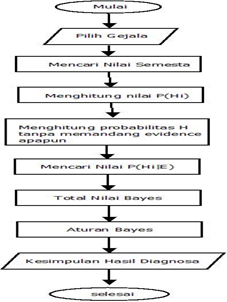 Mulai
Pilih Gejala
Mencari Nilai Semesta
Menghitung nilai P(Hi)
Menghitung probabilitas H
tanpa memandang evidence
apapun
Mencari Nilai P(Hi|E)
Total Nilai Bayes
Aturan Bayes
Kesimpulan Hasil Diagnosa
selesai